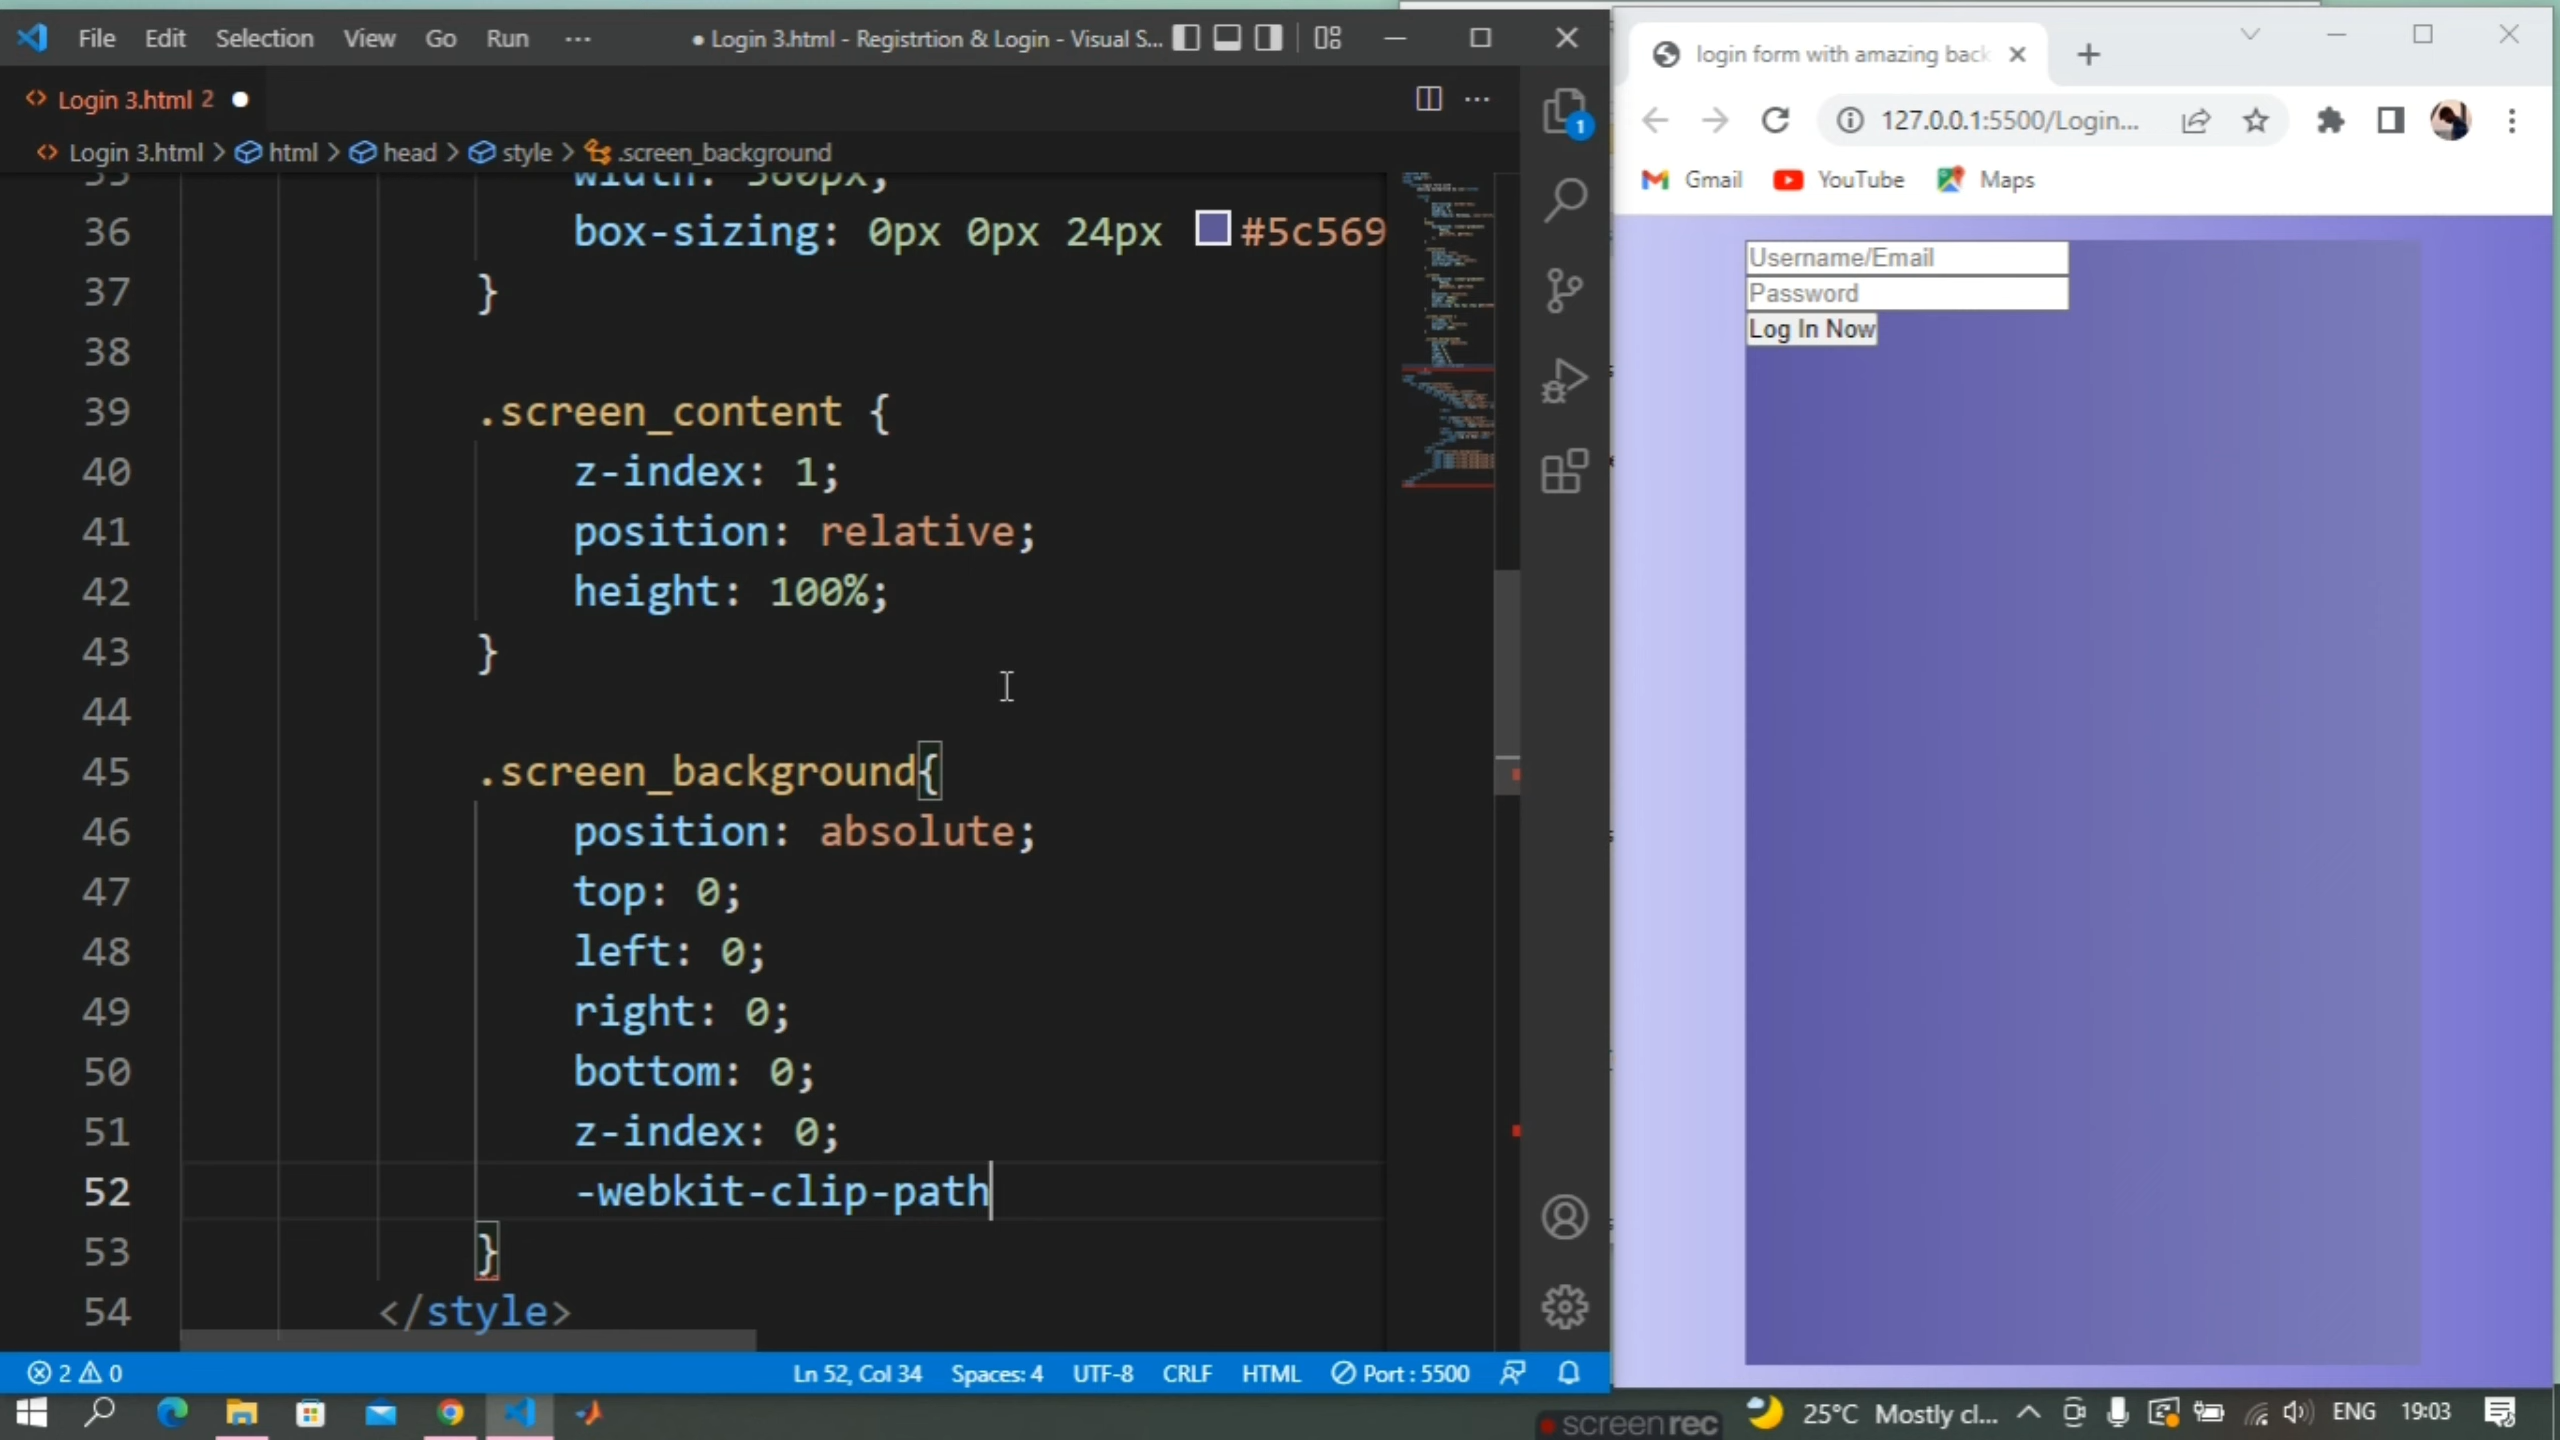 File Edit Selection View Go Run ··· ● Login 3.html - Registrtion & Login - Visual S...
Login 3.html 2 ●
Login 3.html > html > head > style > .screen_background
35 width: 360px;
36 box-sizing: 0px 0px 24px #5c569
37 }
38
39 .screen_content {
40 z-index: 1;
41 position: relative;
42 height: 100%;
43 }
44
45 .screen_background{
46 position: absolute;
47 top: 0;
48 left: 0;
49 right: 0;
50 bottom: 0;
51 z-index: 0;
52 -webkit-clip-path
53 }
54 </style>
1
2 0 Ln 52, Col 34 Spaces: 4 UTF-8 CRLF HTML Port : 5500
login form with amazing back
127.0.0.1:5500/Login...
Gmail YouTube Maps
Username/Email
Password
Log In Now
screenrec
25°C Mostly cl... ENG 19:03